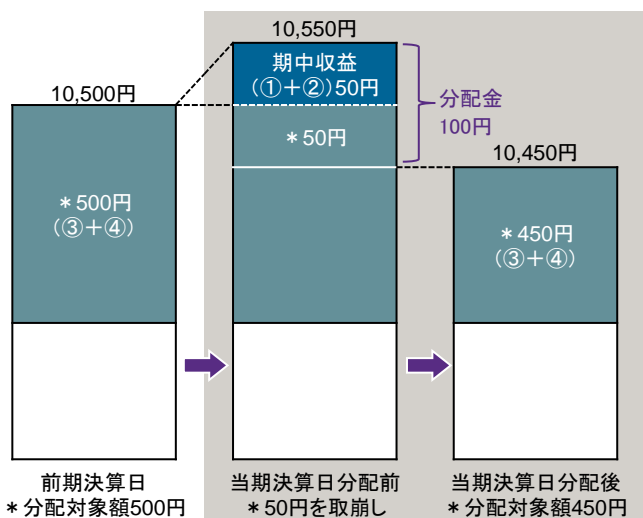 10,550円
期中収益
(①+②)50円
分配金
100円
10,500円
*50円
10,450円
*500円
(③+④)
*450円
(③+④)
前期決算日
*分配対象額500円
当期決算日分配前
*50円を取崩し
当期決算日分配後
*分配対象額450円